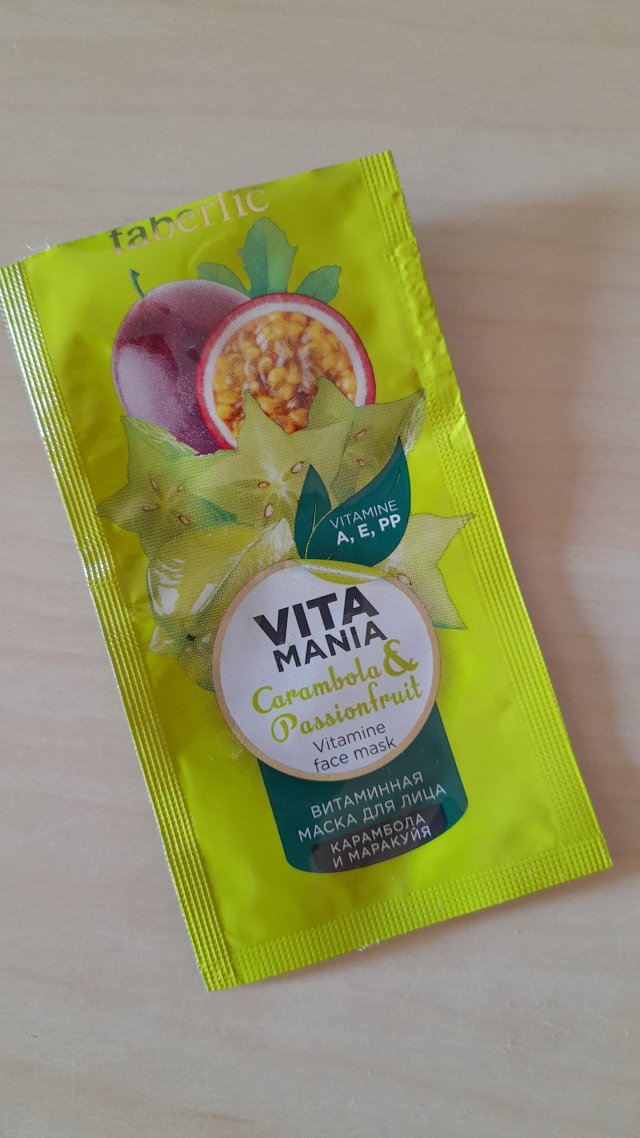 faberlic
VITAMINE
A, E, PP
VITA
MANIA
Carambola &
Passionfruit
Vitamine
face mask
ВИТАМИННАЯ
МАСКА ДЛЯ ЛИЦА
КАРАМБОЛА
И МАРАКУЙЯ